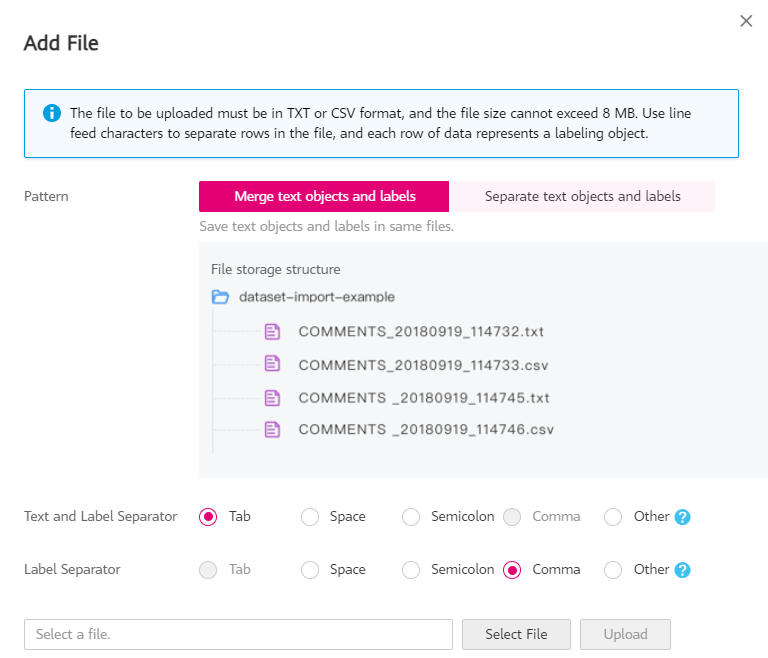 Add File
The file to be uploaded must be in TXT or CSV format, and the file size cannot exceed 8 MB. Use line
feed characters to separate rows in the file, and each row of data represents a labeling object.
Pattern Merge text objects and labels Separate text objects and labels
Save text objects and labels in same files.
File storage structure
dataset-import-example
COMMENTS_20180919_114732.txt
COMMENTS_20180919_114733.csv
COMMENTS _20180919_114745.txt
COMMENTS _20180919_114746.csv
Text and Label Separator Tab Space Semicolon Comma Other ?
Label Separator Tab Space Semicolon Comma Other ?
Select a file. Select File Upload